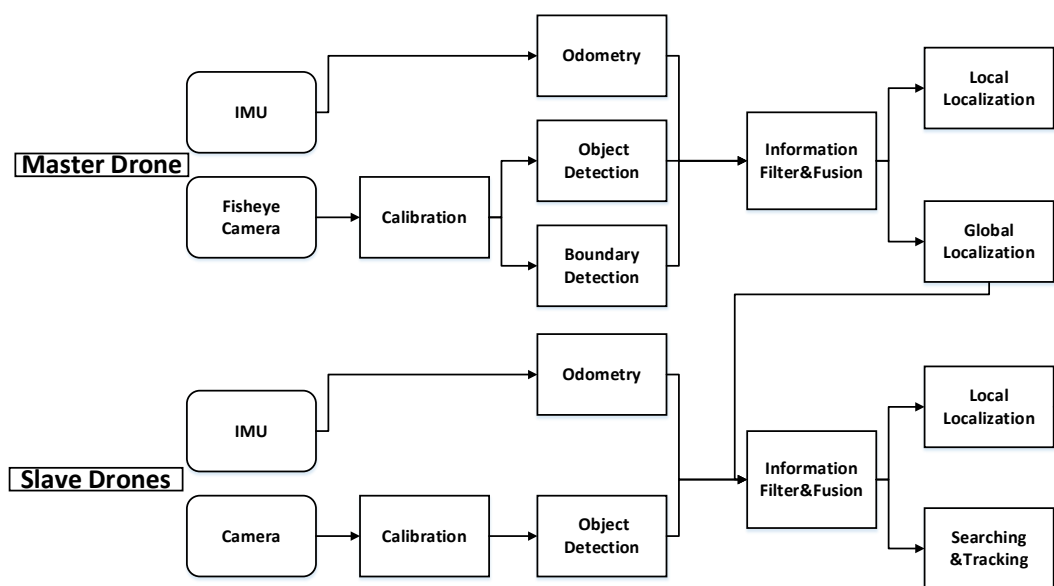 Master Drone
IMU
Fisheye
Camera
Calibration
Odometry
Object
Detection
Boundary
Detection
Information
Filter&Fusion
Local
Localization
Global
Localization
Slave Drones
IMU
Camera
Calibration
Odometry
Object
Detection
Information
Filter&Fusion
Local
Localization
Searching
&Tracking